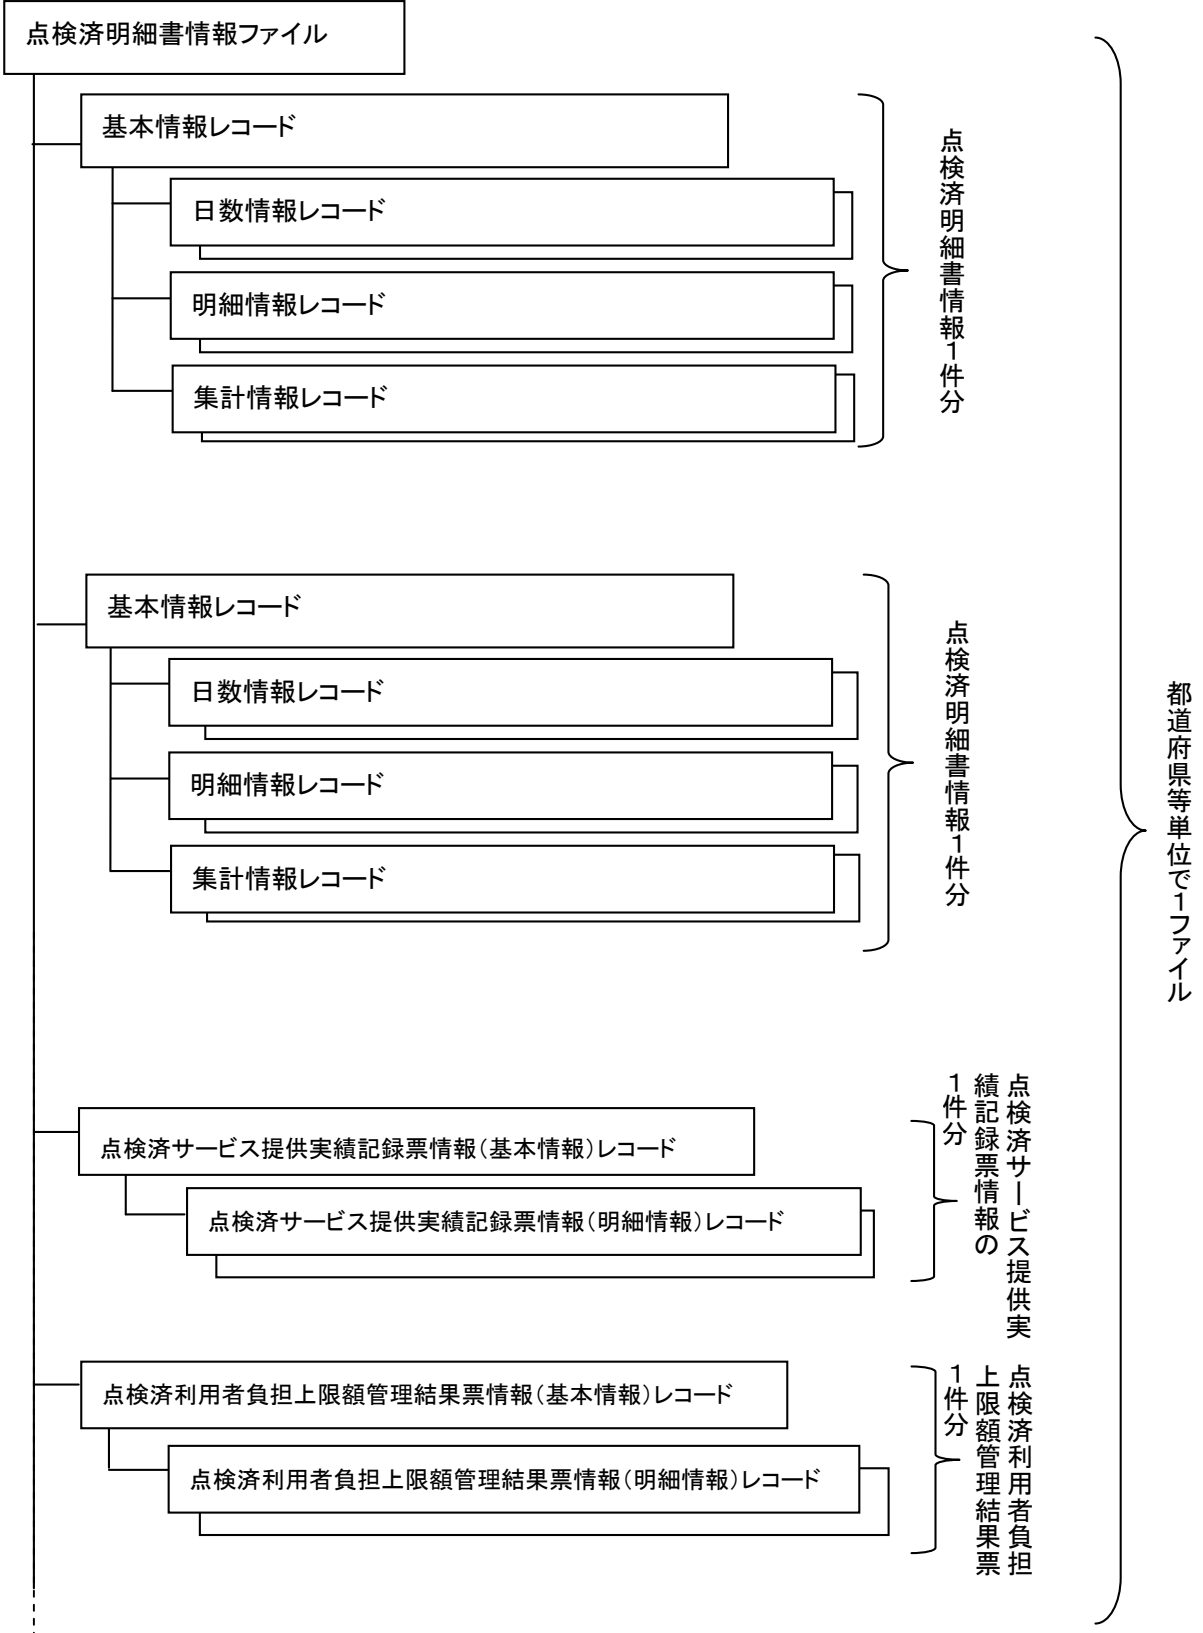 点検済明細書情報ファイル
基本情報レコード
日数情報レコード
明細情報レコード
集計情報レコード
点検済明細書情報１件分
基本情報レコード
日数情報レコード
明細情報レコード
集計情報レコード
点検済明細書情報１件分
点検済サービス提供実績記録票情報（基本情報）レコード
点検済サービス提供実績記録票情報（明細情報）レコード
点検済サービス提供実
績記録票情報の
１件分
点検済利用者負担上限額管理結果票情報（基本情報）レコード
点検済利用者負担上限額管理結果票情報（明細情報）レコード
点検済利用者負担
上限額管理結果票
１件分
都道府県等単位で１ファイル